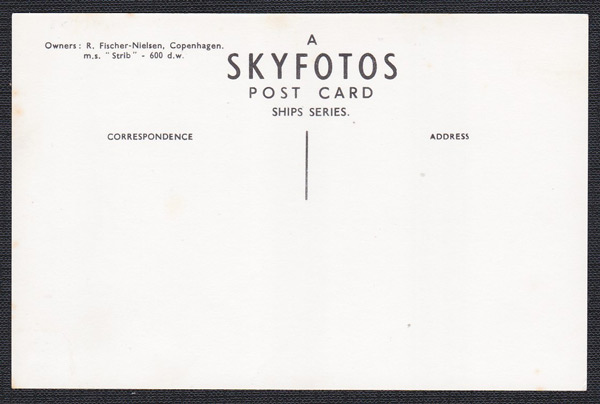 Owners: R. Fischer-Nielsen, Copenhagen.
m.s. "Strib" - 600 d.w.
A
SKYFOTOS
POST CARD
SHIPS SERIES.
CORRESPONDENCE
ADDRESS